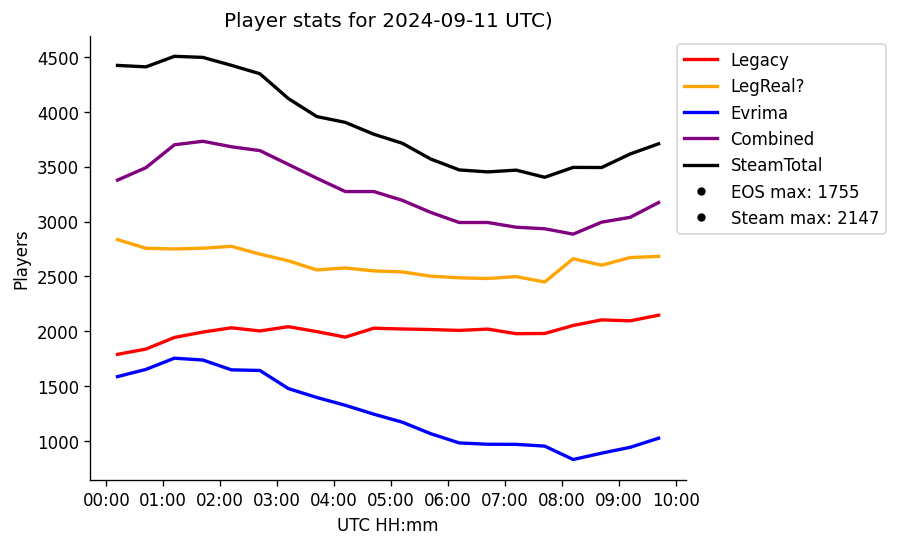 Player stats for 2024-09-11 UTC)
Legacy
LegReal?
Evrima
Combined
SteamTotal
EOS max: 1755
Steam max: 2147
Players
4500
4000
3500
3000
2500
2000
1500
1000
00:00 01:00 02:00 03:00 04:00 05:00 06:00 07:00 08:00 09:00 10:00
UTC HH:mm